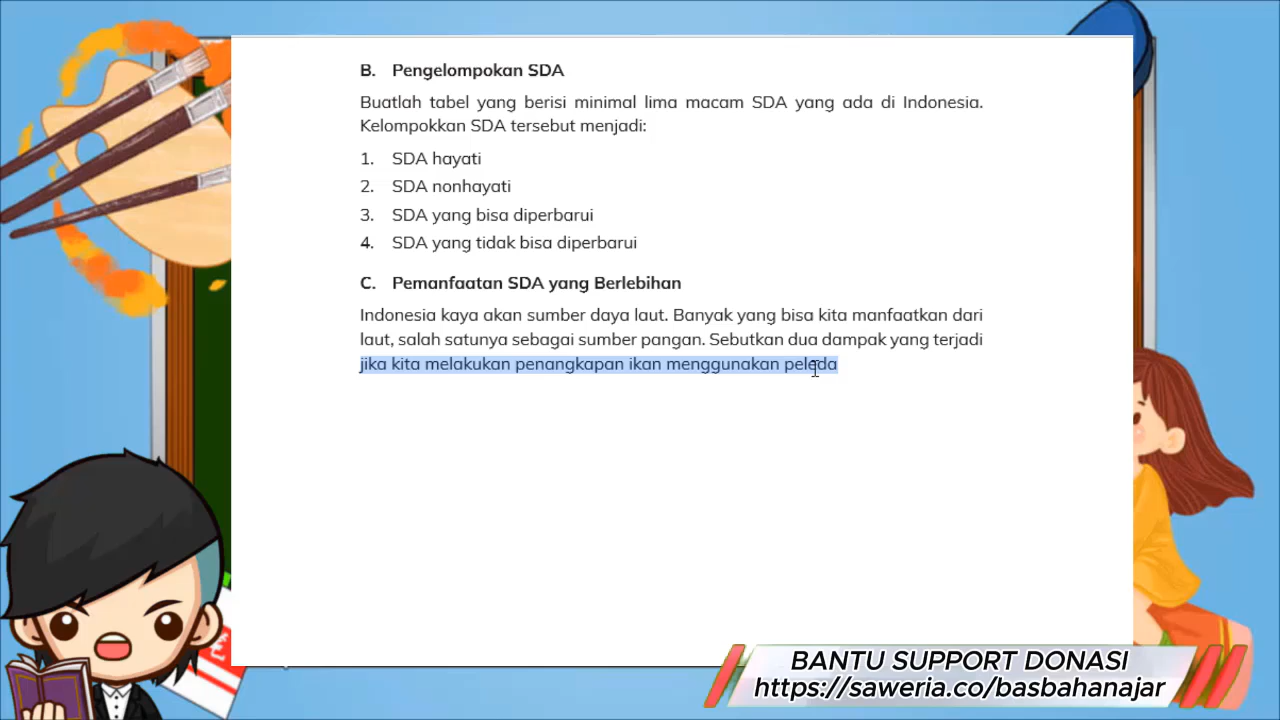 B. Pengelompokan SDA
Buatlah tabel yang berisi minimal lima macam SDA yang ada di Indonesia.
Kelompokkan SDA tersebut menjadi:
1. SDA hayati
2. SDA nonhayati
3. SDA yang bisa diperbarui
4. SDA yang tidak bisa diperbarui
C. Pemanfaatan SDA yang Berlebihan
Indonesia kaya akan sumber daya laut. Banyak yang bisa kita manfaatkan dari
laut, salah satunya sebagai sumber pangan. Sebutkan dua dampak yang terjadi
jika kita melakukan penangkapan ikan menggunakan peleda
BANTU SUPPORT DONASI
https://saweria.co/basbahanajar